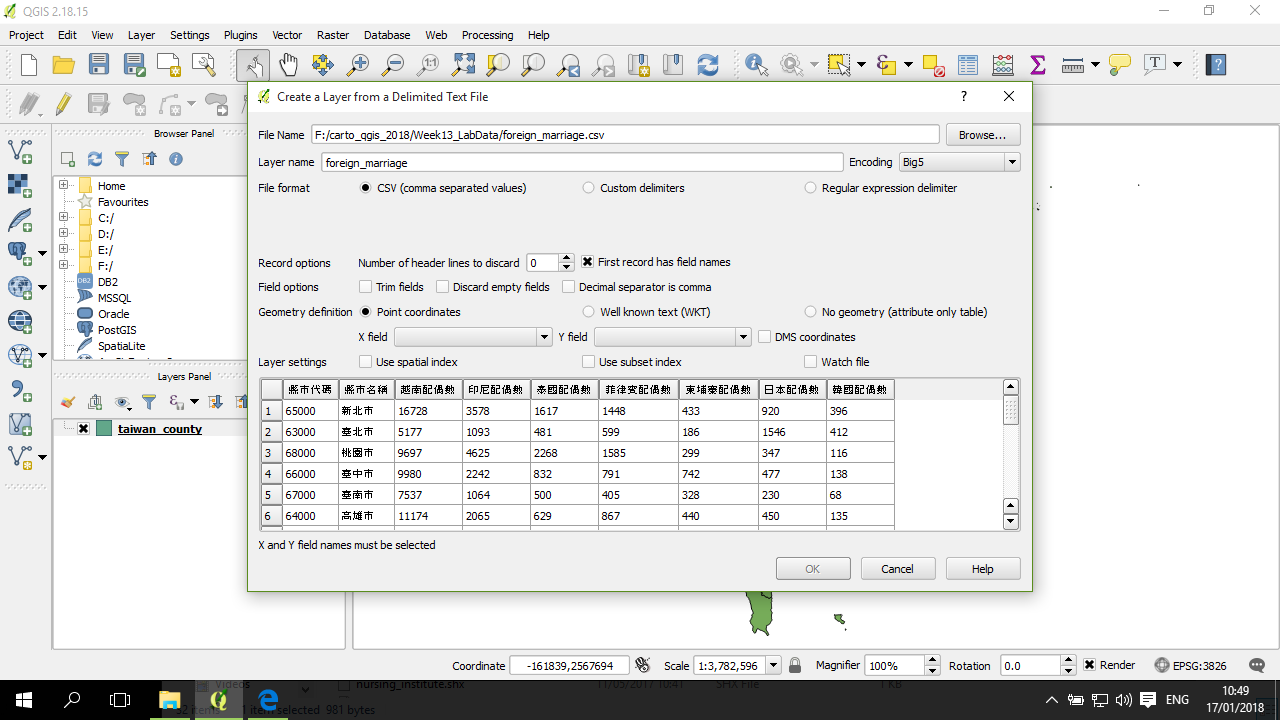 QGIS 2.18.15
Project Edit View Layer Settings Plugins Vector Raster Database Web Processing Help
Create a Layer from a Delimited Text File ?
File Name F:/carto_qgis_2018/Week13_LabData/foreign_marriage.csv Browse...
Layer name foreign_marriage Encoding Big5
File format CSV (comma separated values) Custom delimiters Regular expression delimiter
Record options Number of header lines to discard 0 First record has field names
Field options Trim fields Discard empty fields Decimal separator is comma
Geometry definition Point coordinates Well known text (WKT) No geometry (attribute only table)
X field Y field DMS coordinates
Layer settings Use spatial index Use subset index Watch file
縣市代碼 縣市名稱 越南配偶數 印尼配偶數 泰國配偶數 菲律賓配偶數 柬埔寨配偶數 日本配偶數 韓國配偶數
1 65000 新北市 16728 3578 1617 1448 433 920 396
2 63000 臺北市 5177 1093 481 599 186 1546 412
3 68000 桃園市 9697 4625 2268 1585 299 347 116
4 66000 臺中市 9980 2242 832 791 742 477 138
5 67000 臺南市 7537 1064 500 405 328 230 68
6 64000 高雄市 11174 2065 629 867 440 450 135
X and Y field names must be selected
OK Cancel Help
Browser Panel
Home
Favourites
C:/
D:/
E:/
F:/
DB2
MSSQL
Oracle
PostGIS
SpatiaLite
Layers Panel
taiwan_county
Coordinate -161839,2567694 Scale 1:3,782,596 Magnifier 100% Rotation 0.0 Render EPSG:3826
Videos nursing_institute.shx 11/05/2017 10:41 SHX File 1 KB
1 item selected 981 bytes
ENG
10:49
17/01/2018